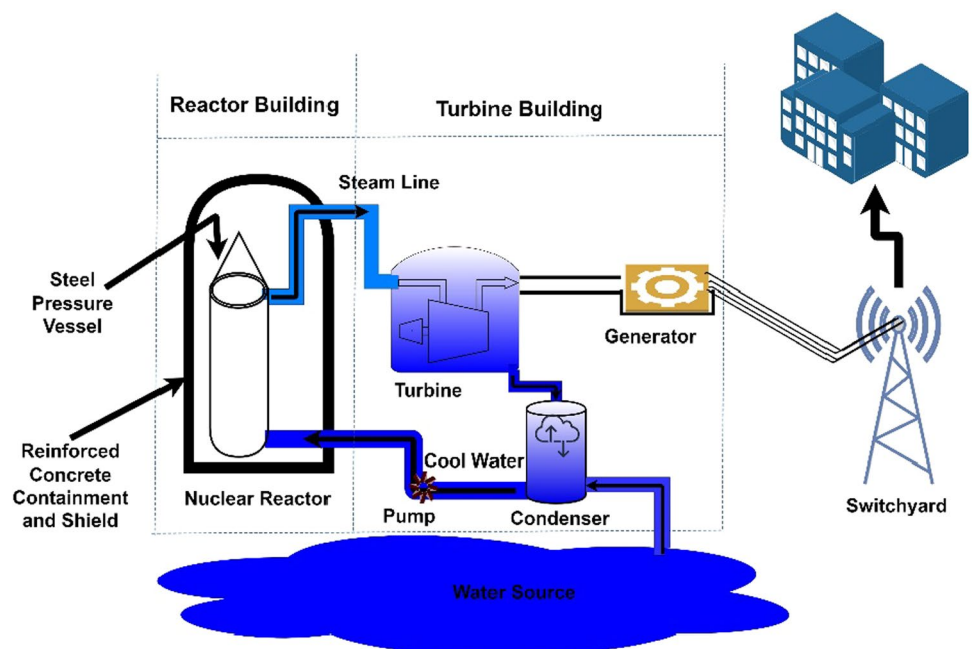 Reactor Building
Turbine Building
Steam Line
Steel
Pressure
Vessel
Generator
Turbine
Reinforced
Concrete
Containment
and Shield
Cool Water
Nuclear Reactor
Pump
Condenser
Switchyard
Water Source